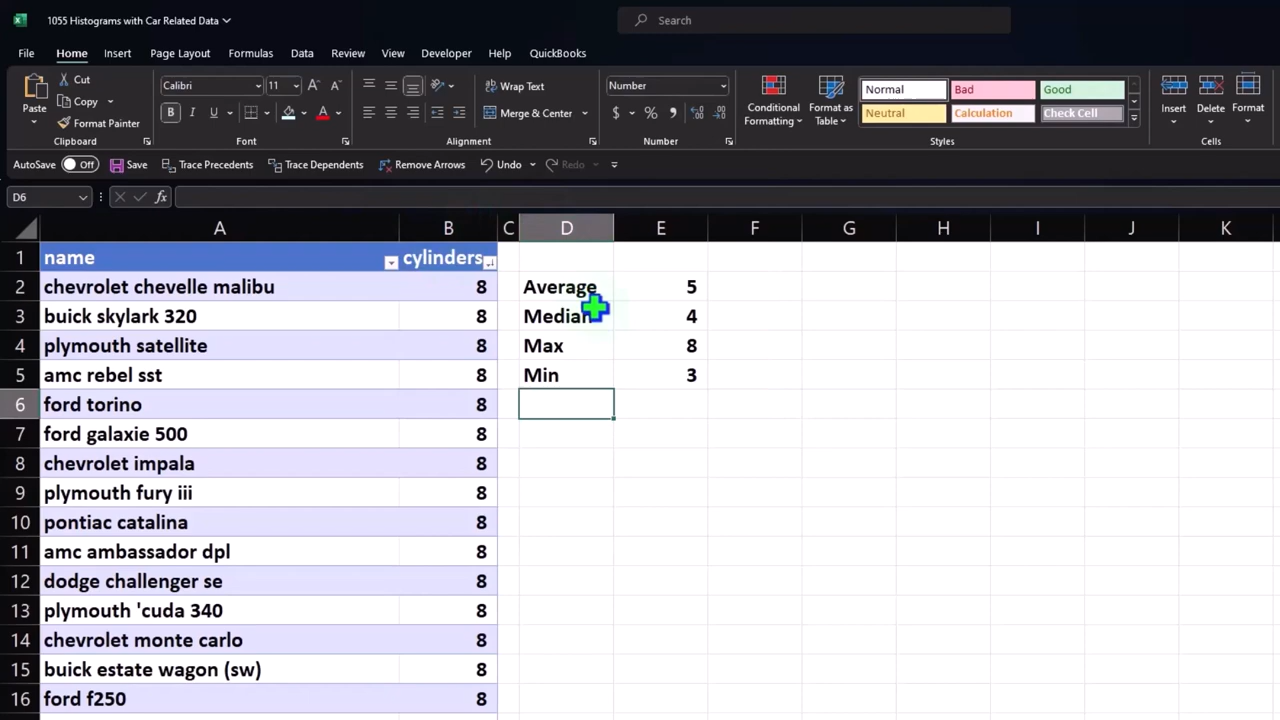 1055 Histograms with Car Related Data
Search
File Home Insert Page Layout Formulas Data Review View Developer Help QuickBooks
Paste
Cut
Copy
Format Painter
Clipboard
Calibri 11
B I U
Font
Wrap Text
Merge & Center
Alignment
Number
$ %
Number
Conditional Formatting
Format as Table
Normal Bad Good
Neutral Calculation Check Cell
Styles
Insert Delete Format
Cells
AutoSave Off Save Trace Precedents Trace Dependents Remove Arrows Undo Redo
D6 fx
A B C D E F G H I J K
1 name cylinders
2 chevrolet chevelle malibu 8 Average 5
3 buick skylark 320 8 Median 4
4 plymouth satellite 8 Max 8
5 amc rebel sst 8 Min 3
6 ford torino 8
7 ford galaxie 500 8
8 chevrolet impala 8
9 plymouth fury iii 8
10 pontiac catalina 8
11 amc ambassador dpl 8
12 dodge challenger se 8
13 plymouth 'cuda 340 8
14 chevrolet monte carlo 8
15 buick estate wagon (sw) 8
16 ford f250 8